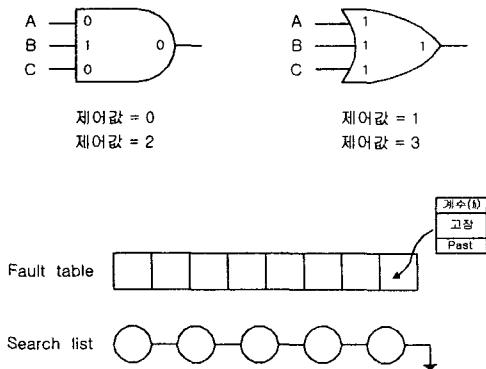 A 0
B 1 0
C 0
제어값 = 0
제어값 = 2
A 1
B 1 1
C 1
제어값 = 1
제어값 = 3
계수(h)
고장
Past
Fault table
Search list